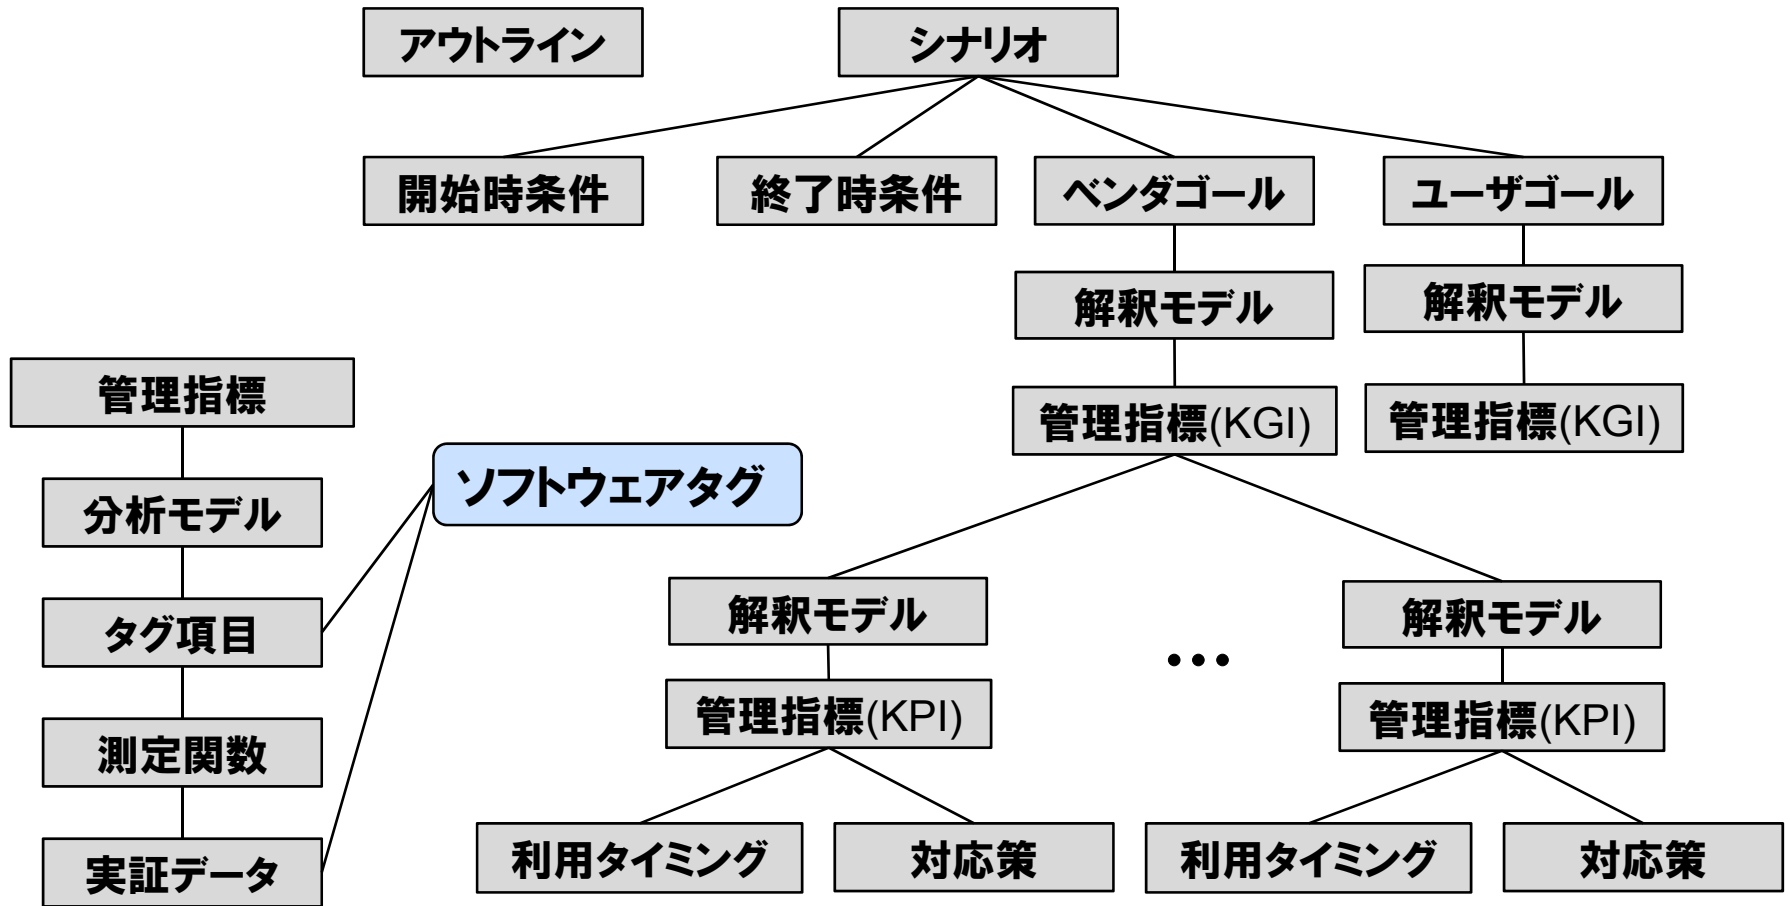 アウトライン
シナリオ
開始時条件
終了時条件
ベンダゴール
ユーザゴール
解釈モデル
解釈モデル
管理指標
管理指標(KGI)
管理指標(KGI)
ソフトウェアタグ
分析モデル
タグ項目
解釈モデル
…
解釈モデル
管理指標(KPI)
管理指標(KPI)
測定関数
実証データ
利用タイミング
対応策
利用タイミング
対応策